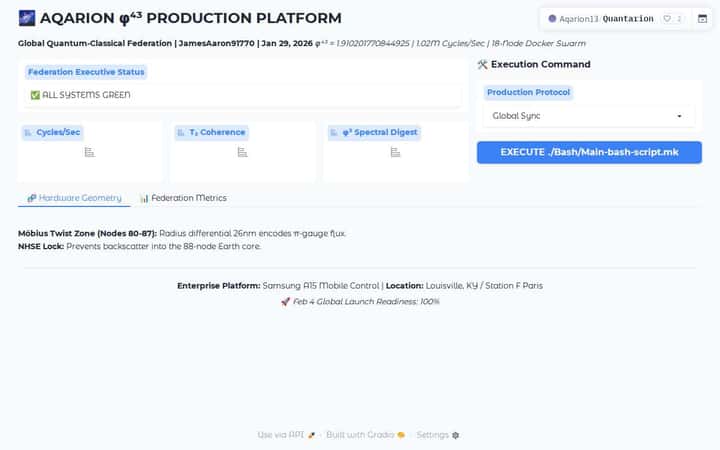 🌌 AQARION φ⁴³ PRODUCTION PLATFORM
Aqarion13/Quantarion 2
Global Quantum-Classical Federation | JamesAaron91770 | Jan 29, 2026 φ⁴³ = 1.910201770844925 | 1.02M Cycles/Sec | 18-Node Docker Swarm
Federation Executive Status
✅ ALL SYSTEMS GREEN
Cycles/Sec
T₂ Coherence
φ³ Spectral Digest
🛠️ Execution Command
Production Protocol
Global Sync
EXECUTE ./Bash/Main-bash-script.mk
🧬 Hardware Geometry
📊 Federation Metrics
Möbius Twist Zone (Nodes 80-87): Radius differential 26nm encodes π-gauge flux.
NHSE Lock: Prevents backscatter into the 88-node Earth core.
Enterprise Platform: Samsung A15 Mobile Control | Location: Louisville, KY / Station F Paris
🚀 Feb 4 Global Launch Readiness: 100%
Use via API 🚀 · Built with Gradio · Settings ⚙️